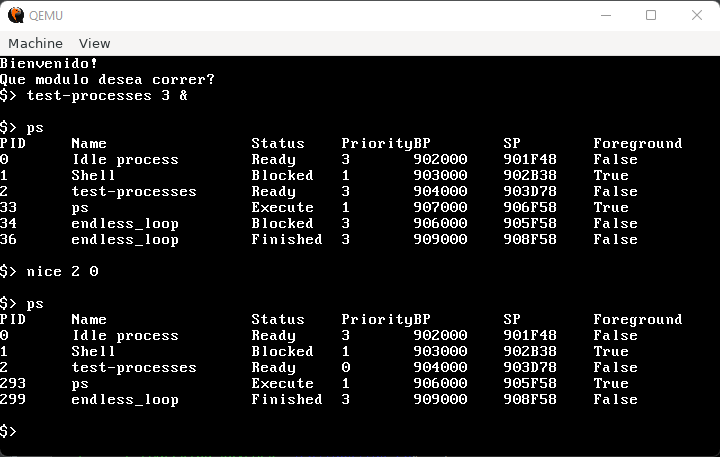 QEMU
Machine View
Bienvenido!
Que modulo desea correr?
$> test-processes 3 &
$> ps
PID Name Status PriorityBP SP Foreground
0 Idle process Ready 3 902000 901F48 False
1 Shell Blocked 1 903000 902B38 True
2 test-processes Ready 3 904000 903D78 False
33 ps Execute 1 907000 906F58 True
34 endless_loop Blocked 3 906000 905F58 False
36 endless_loop Finished 3 909000 908F58 False
$> nice 2 0
$> ps
PID Name Status PriorityBP SP Foreground
0 Idle process Ready 3 902000 901F48 False
1 Shell Blocked 1 903000 902B38 True
2 test-processes Ready 0 904000 903D78 False
293 ps Execute 1 906000 905F58 True
299 endless_loop Finished 3 909000 908F58 False
$>